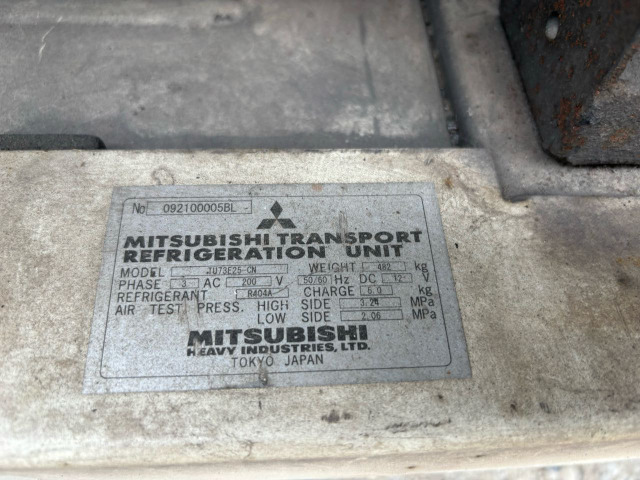 No 092100005BL
MITSUBISHI TRANSPORT
REFRIGERATION UNIT
MODEL TU73E25-CN WEIGHT 482 kg
PHASE 3 AC 200 V 50/60 Hz DC 12 V
REFRIGERANT R404A CHARGE 5.0 kg
AIR TEST PRESS. HIGH SIDE 3.24 MPa
LOW SIDE 2.06 MPa
MITSUBISHI
HEAVY INDUSTRIES, LTD.
TOKYO JAPAN